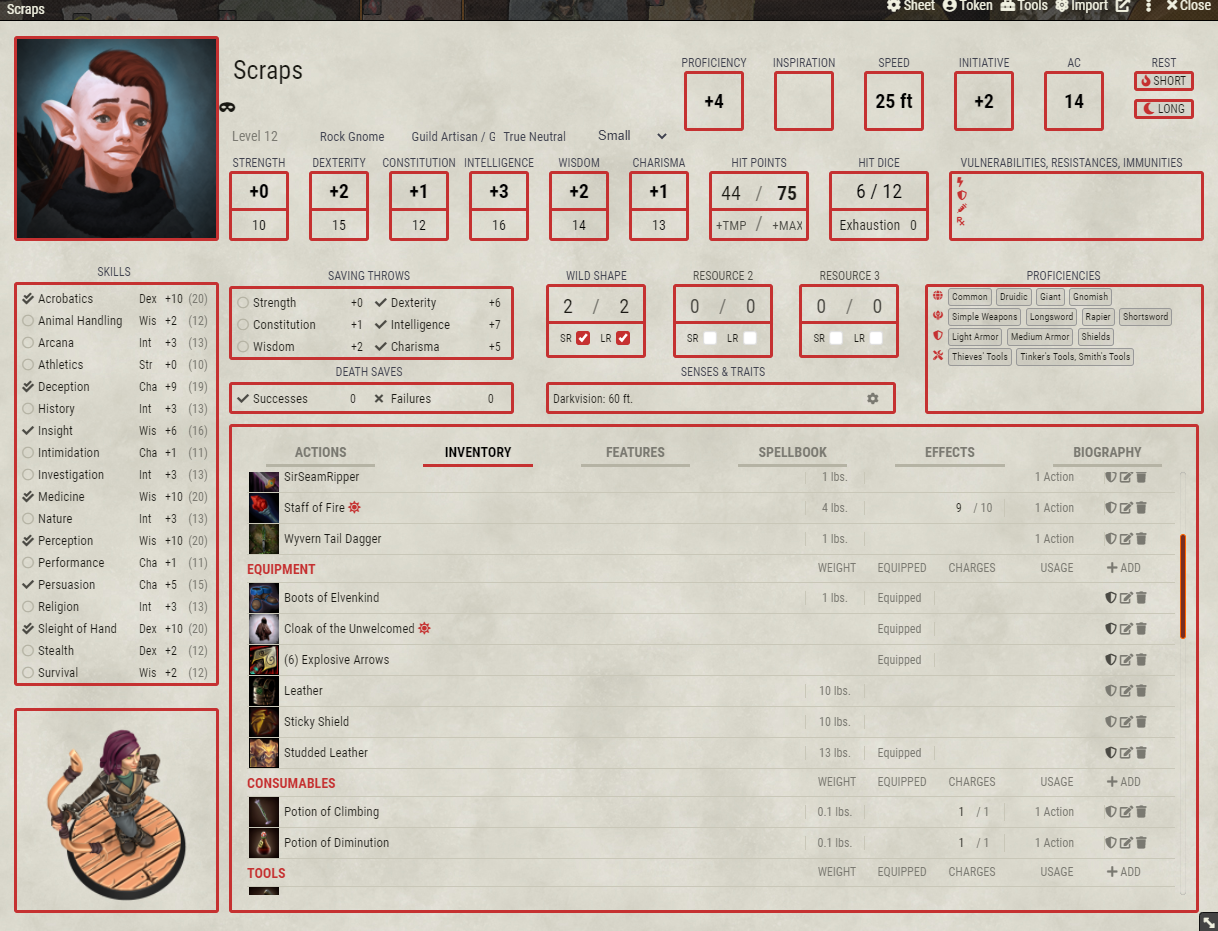 Scraps
Sheet Token Tools Import Close
Scraps
PROFICIENCY INSPIRATION SPEED INITIATIVE AC REST
+4 25 ft +2 14
SHORT
LONG
Level 12 Rock Gnome Guild Artisan / G True Neutral Small
STRENGTH DEXTERITY CONSTITUTION INTELLIGENCE WISDOM CHARISMA HIT POINTS HIT DICE VULNERABILITIES, RESISTANCES, IMMUNITIES
+0 +2 +1 +3 +2 +1 44 / 75 6 / 12
10 15 12 16 14 13 +TMP / +MAX Exhaustion 0
SKILLS
Acrobatics Dex +10 (20)
Animal Handling Wis +2 (12)
Arcana Int +3 (13)
Athletics Str +0 (10)
Deception Cha +9 (19)
History Int +3 (13)
Insight Wis +6 (16)
Intimidation Cha +1 (11)
Investigation Int +3 (13)
Medicine Wis +10 (20)
Nature Int +3 (13)
Perception Wis +10 (20)
Performance Cha +1 (11)
Persuasion Cha +5 (15)
Religion Int +3 (13)
Sleight of Hand Dex +10 (20)
Stealth Dex +2 (12)
Survival Wis +2 (12)
SAVING THROWS
Strength +0 Dexterity +6
Constitution +1 Intelligence +7
Wisdom +2 Charisma +5
DEATH SAVES
Successes 0 Failures 0
WILD SHAPE RESOURCE 2 RESOURCE 3
2 / 2 0 / 0 0 / 0
SR LR SR LR SR LR
SENSES & TRAITS
Darkvision: 60 ft.
PROFICIENCIES
Common Druidic Giant Gnomish
Simple Weapons Longsword Rapier Shortsword
Light Armor Medium Armor Shields
Thieves' Tools Tinker's Tools, Smith's Tools
ACTIONS INVENTORY FEATURES SPELLBOOK EFFECTS BIOGRAPHY
SirSeamRipper 1 lbs. 1 Action
Staff of Fire 4 lbs. 9 / 10 1 Action
Wyvern Tail Dagger 1 lbs. 1 Action
EQUIPMENT WEIGHT EQUIPPED CHARGES USAGE ADD
Boots of Elvenkind 1 lbs. Equipped
Cloak of the Unwelcomed Equipped
(6) Explosive Arrows Equipped
Leather 10 lbs.
Sticky Shield 10 lbs.
Studded Leather 13 lbs. Equipped
CONSUMABLES WEIGHT EQUIPPED CHARGES USAGE ADD
Potion of Climbing 0.1 lbs. 1 / 1 1 Action
Potion of Diminution 0.1 lbs. 1 / 1 1 Action
TOOLS WEIGHT EQUIPPED CHARGES USAGE ADD